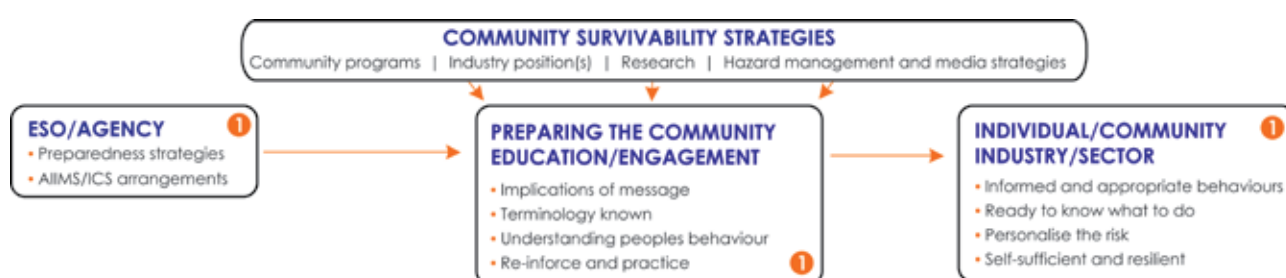 COMMUNITY SURVIVABILITY STRATEGIES
Community programs | Industry position(s) | Research | Hazard management and media strategies
ESO/AGENCY 1
• Preparedness strategies
• AIIMS/ICS arrangements
PREPARING THE COMMUNITY
EDUCATION/ENGAGEMENT
• Implications of message
• Terminology known
• Understanding peoples behaviour
• Re-inforce and practice 1
INDIVIDUAL/COMMUNITY 1
INDUSTRY/SECTOR
• Informed and appropriate behaviours
• Ready to know what to do
• Personalise the risk
• Self-sufficient and resilient